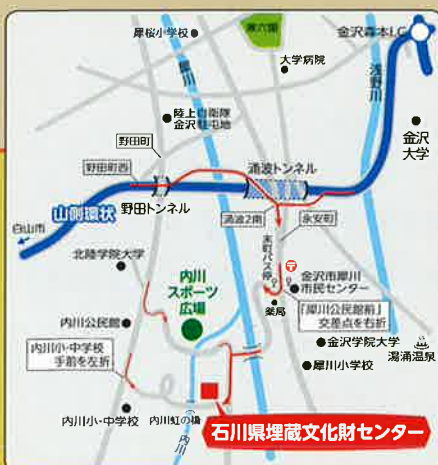 犀桜小学校
兼六園
金沢森本I.C
大学病院
犀川
浅野川
陸上自衛隊
金沢駐屯地
金沢
大学
野田町
野田町西
涌波トンネル
山側環状
野田トンネル
涌波2南
永安町
白山市
末町バス停
北陸学院大学
内川
スポーツ
広場
金沢市犀川
市民センター
薬局
「犀川公民館前」
交差点を右折
内川公民館
金沢学院大学
湯涌温泉
内川小・中学校
手前を左折
犀川小学校
内川小・中学校
内川虹の橋
内川
石川県埋蔵文化財センター